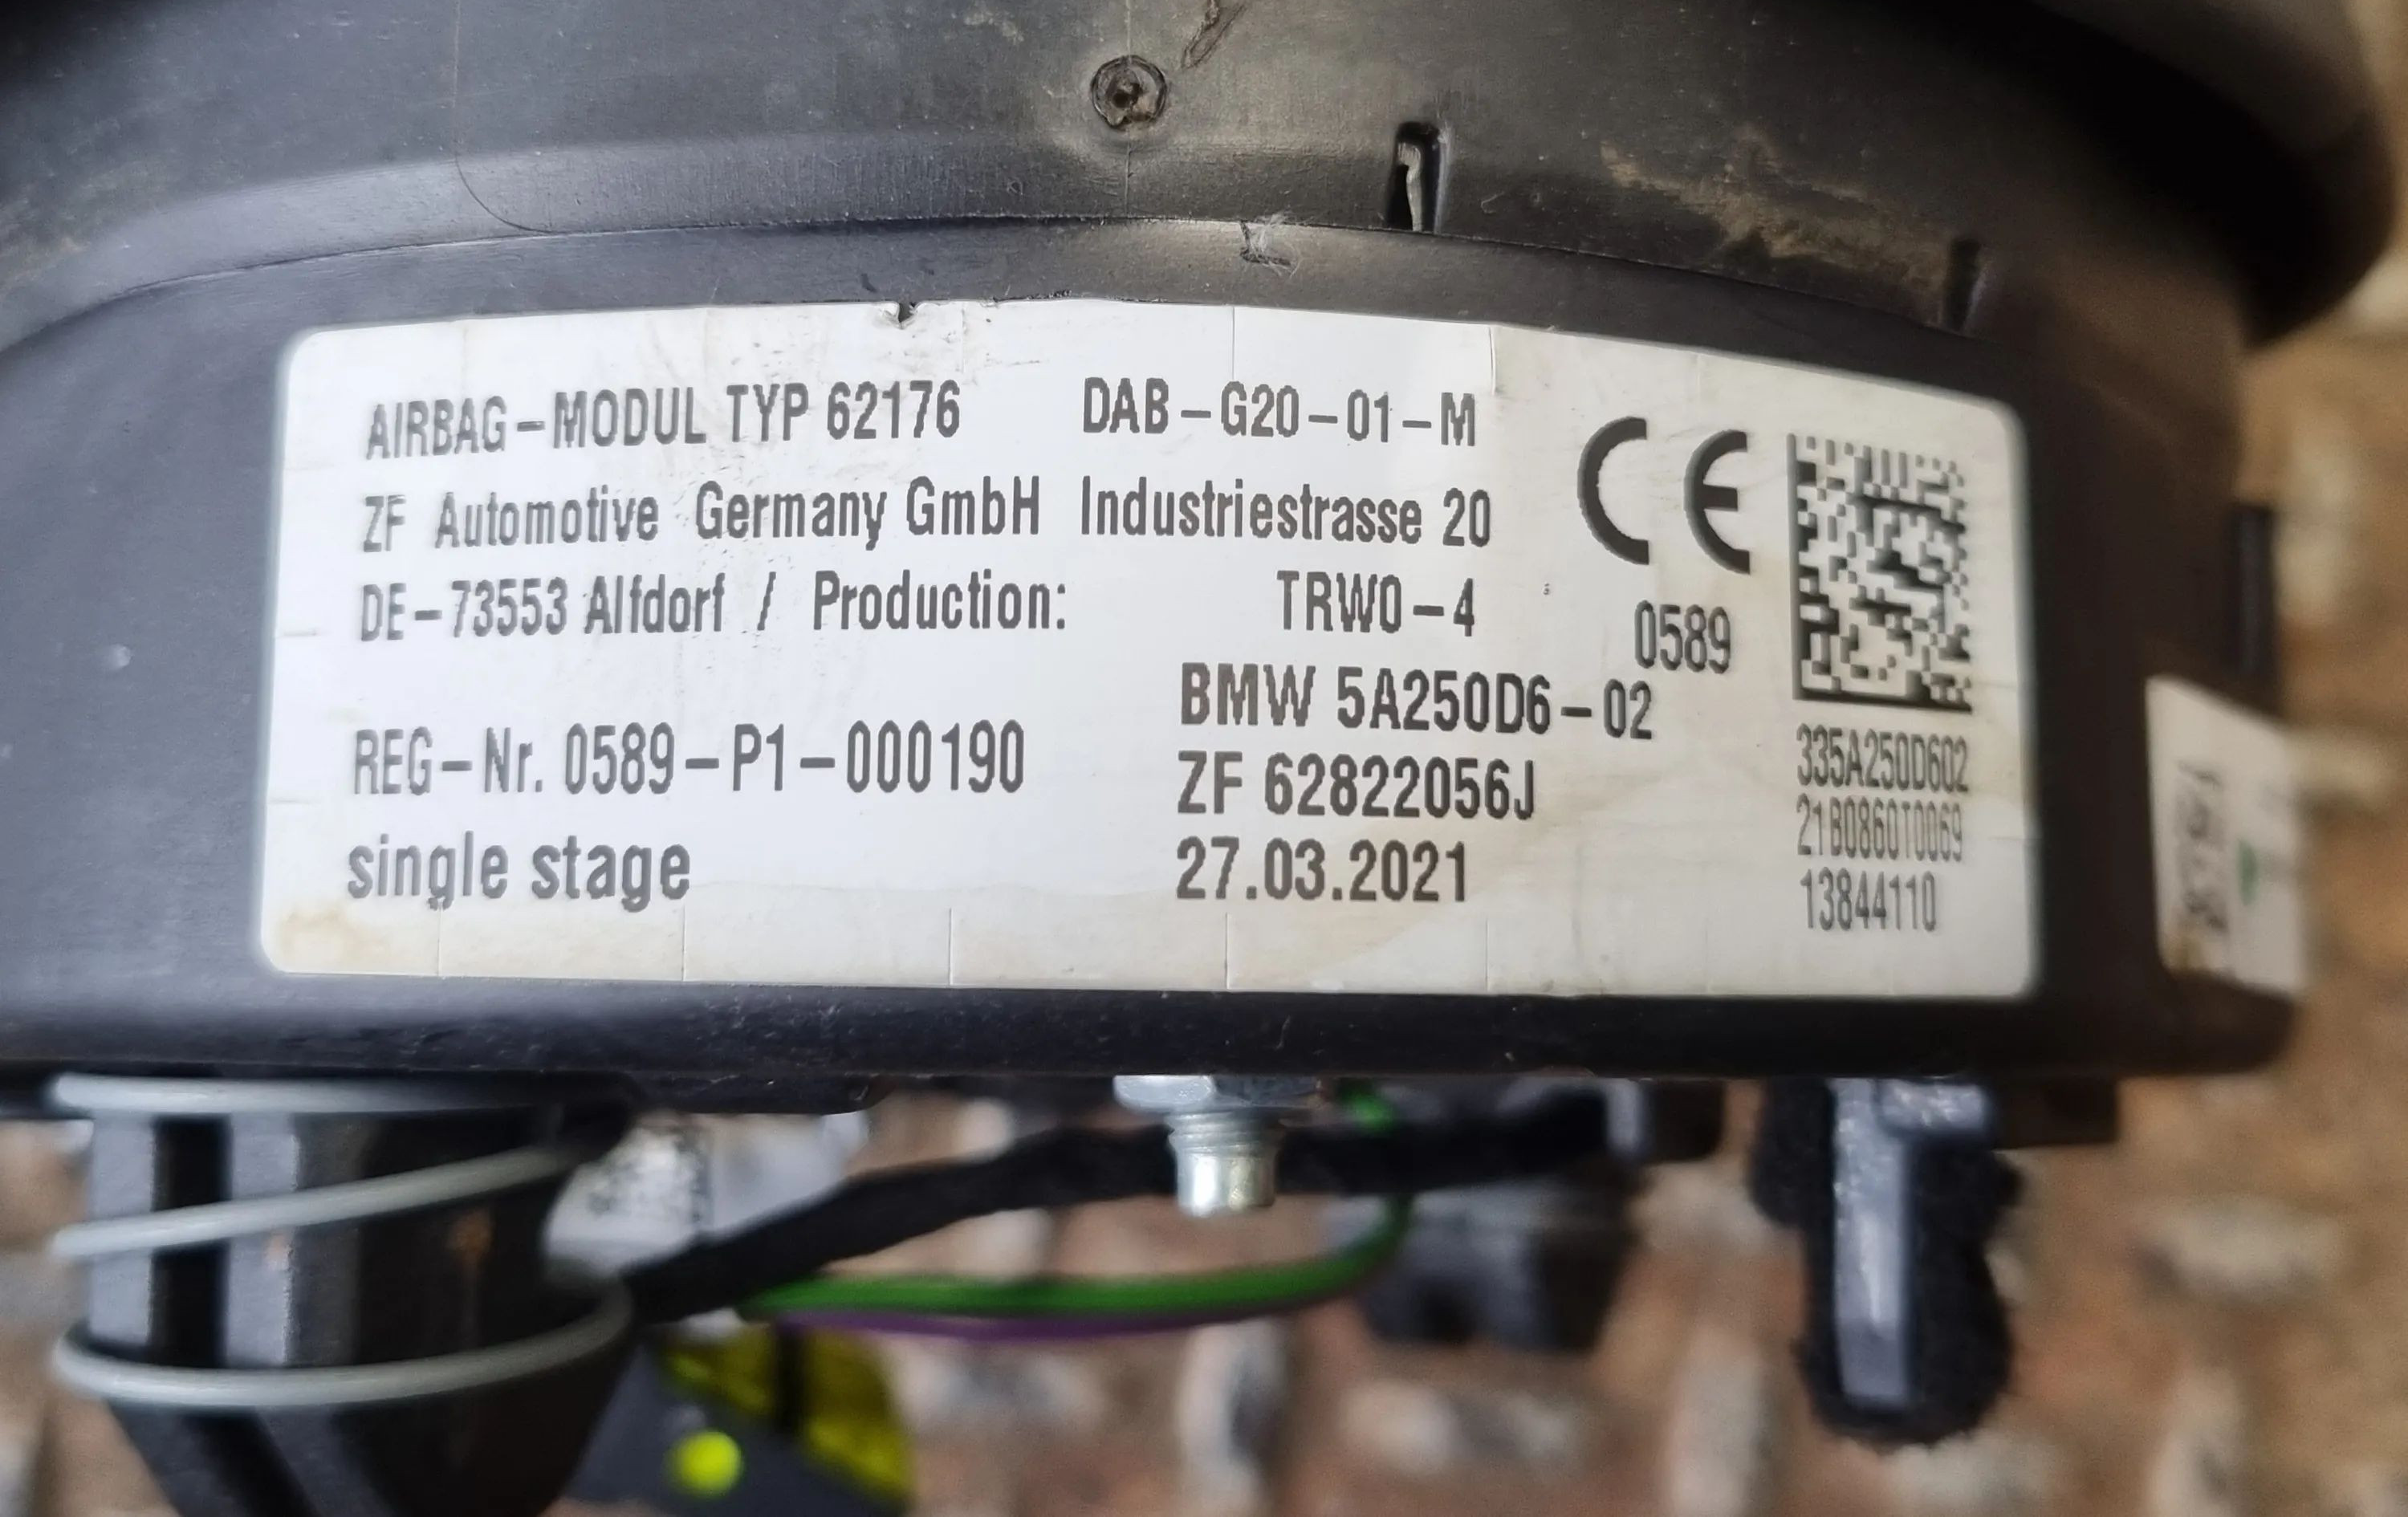 AIRBAG-MODUL TYP 62176 DAB-G20-01-M
ZF Automotive Germany GmbH Industriestrasse 20
DE-73553 Alfdorf / Production: TRW0-4
CE
0589
BMW 5A250D6-02
REG-Nr. 0589-P1-000190
ZF 62822056J
single stage
27.03.2021
335A250D602
21B0860T0069
13844110